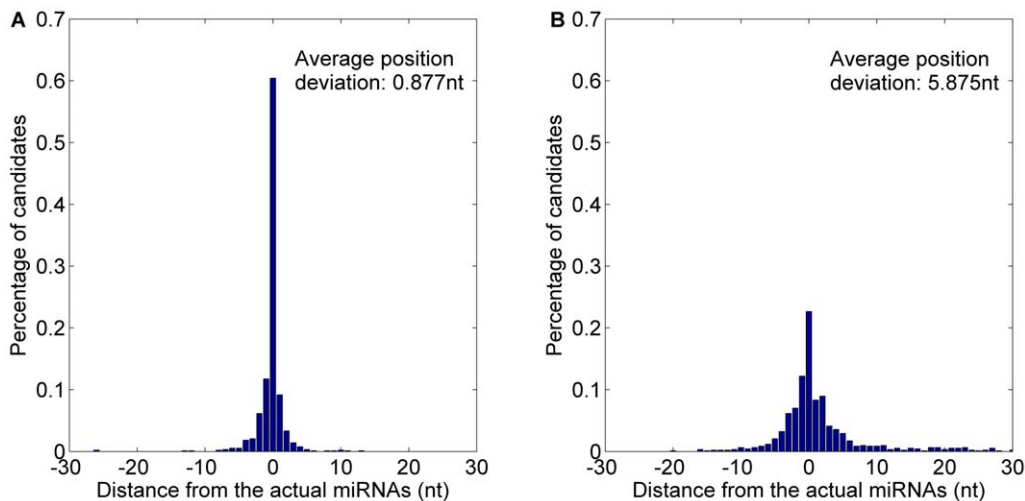 A
0.7
0.6
0.5
0.4
0.3
0.2
0.1
0
Percentage of candidates
Average position
deviation: 0.877nt
-30 -20 -10 0 10 20 30
Distance from the actual miRNAs (nt)
B
0.7
0.6
0.5
0.4
0.3
0.2
0.1
0
Percentage of candidates
Average position
deviation: 5.875nt
-30 -20 -10 0 10 20 30
Distance from the actual miRNAs (nt)